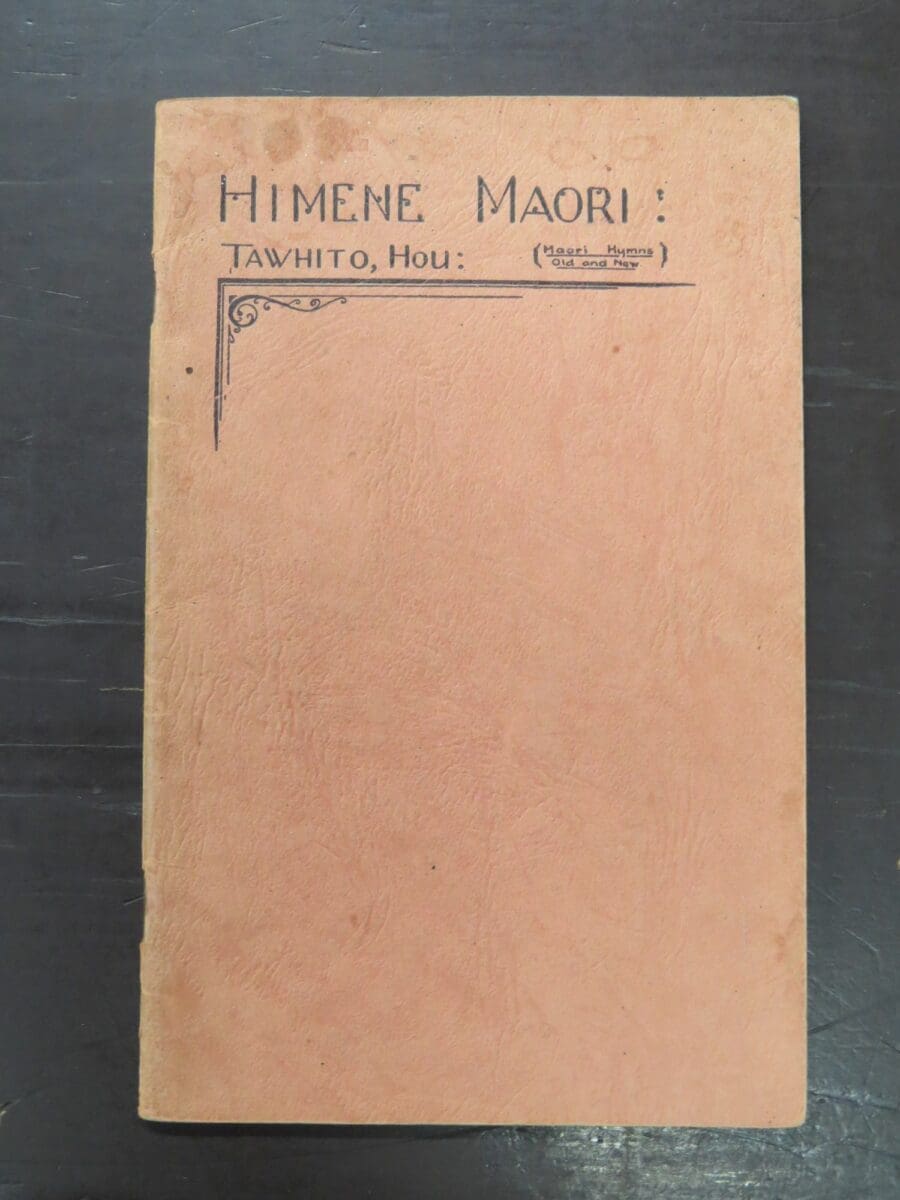 HIMENE MAORI:
TAWHITO, HOU: (Maori Hymns
Old and New)